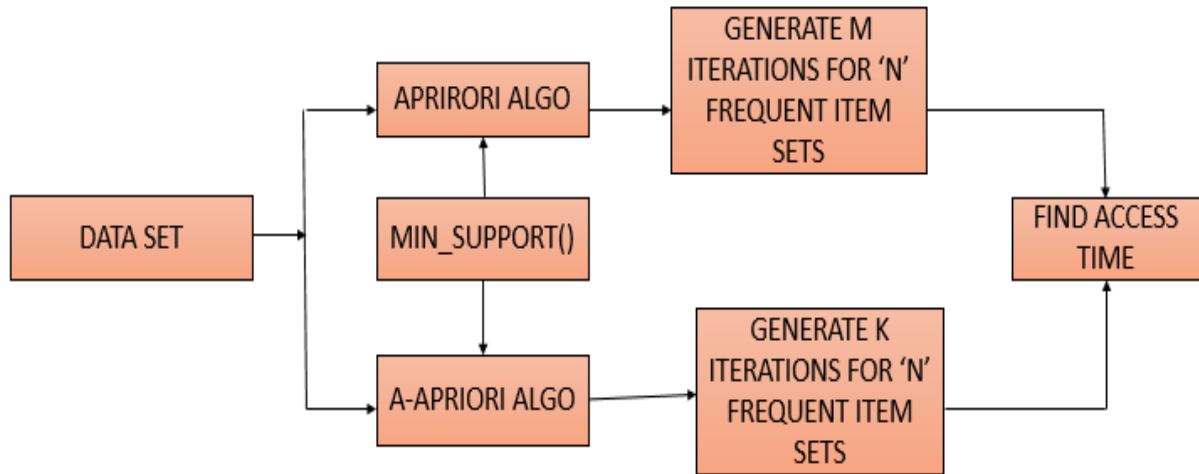 DATA SET
APRIRORI ALGO
MIN_SUPPORT()
A-APRIORI ALGO
GENERATE M
ITERATIONS FOR ‘N’
FREQUENT ITEM
SETS
GENERATE K
ITERATIONS FOR ‘N’
FREQUENT ITEM
SETS
FIND ACCESS
TIME